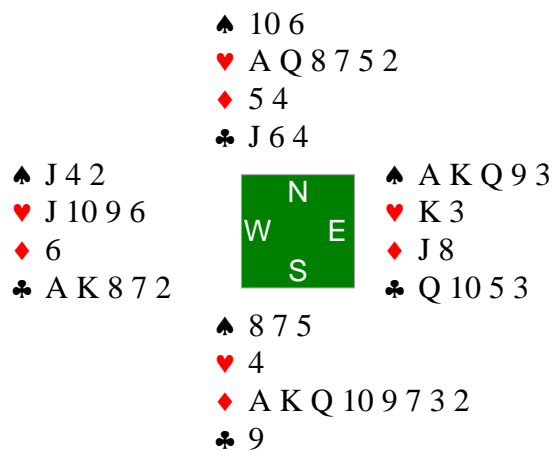 ♠ 10 6
♥ A Q 8 7 5 2
♦ 5 4
♣ J 6 4
♠ J 4 2
♥ J 10 9 6
♦ 6
♣ A K 8 7 2
N
W E
S
♠ A K Q 9 3
♥ K 3
♦ J 8
♣ Q 10 5 3
♠ 8 7 5
♥ 4
♦ A K Q 10 9 7 3 2
♣ 9